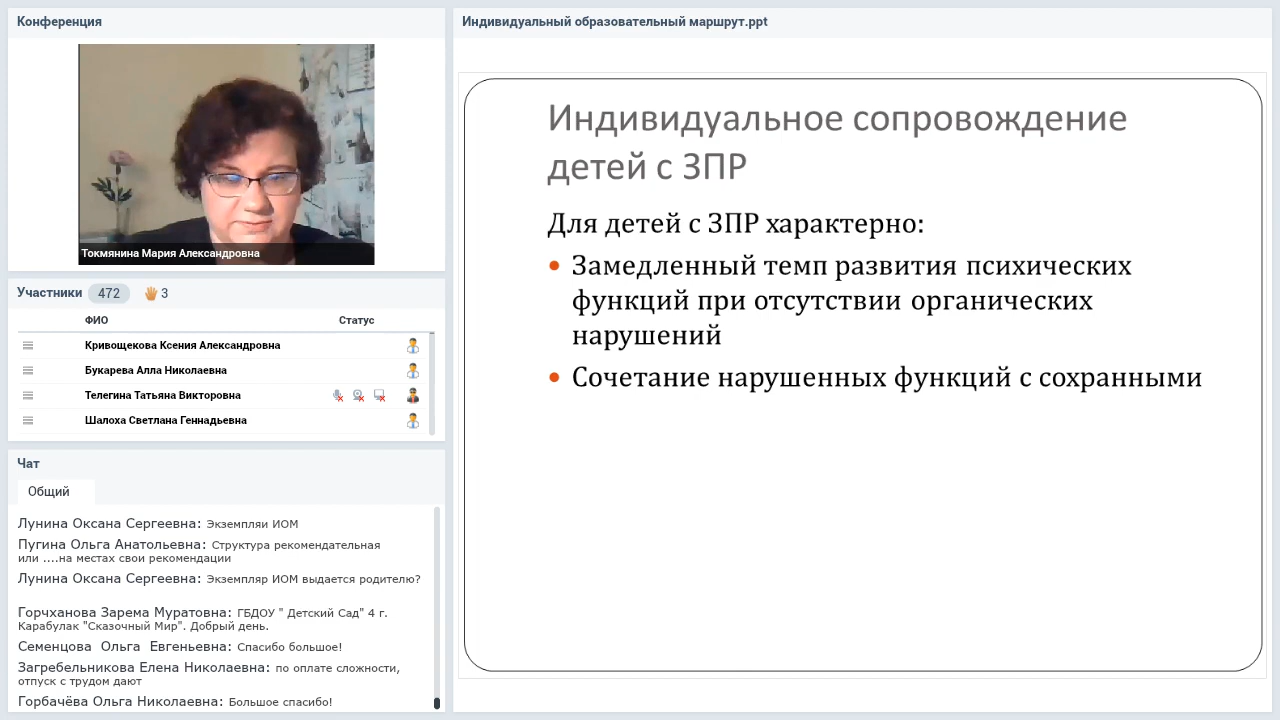 Конференция
Токмянина Мария Александровна
Участники 472 3
ФИО Статус
Кривощекова Ксения Александровна
Букарева Алла Николаевна
Телегина Татьяна Викторовна
Шалоха Светлана Геннадьевна
Чат
Общий
Лунина Оксана Сергеевна: Экземпляи ИОМ
Пугина Ольга Анатольевна: Структура рекомендательная
или ....на местах свои рекомендации
Лунина Оксана Сергеевна: Экземпляр ИОМ выдается родителю?
Горчханова Зарема Муратовна: ГБДОУ " Детский Сад" 4 г.
Карабулак "Сказочный Мир". Добрый день.
Семенцова Ольга Евгеньевна: Спасибо большое!
Загребельникова Елена Николаевна: по оплате сложности,
отпуск с трудом дают
Горбачёва Ольга Николаевна: Большое спасибо!
Индивидуальный образовательный маршрут.ppt
Индивидуальное сопровождение
детей с ЗПР
Для детей с ЗПР характерно:
• Замедленный темп развития психических
функций при отсутствии органических
нарушений
• Сочетание нарушенных функций с сохранными